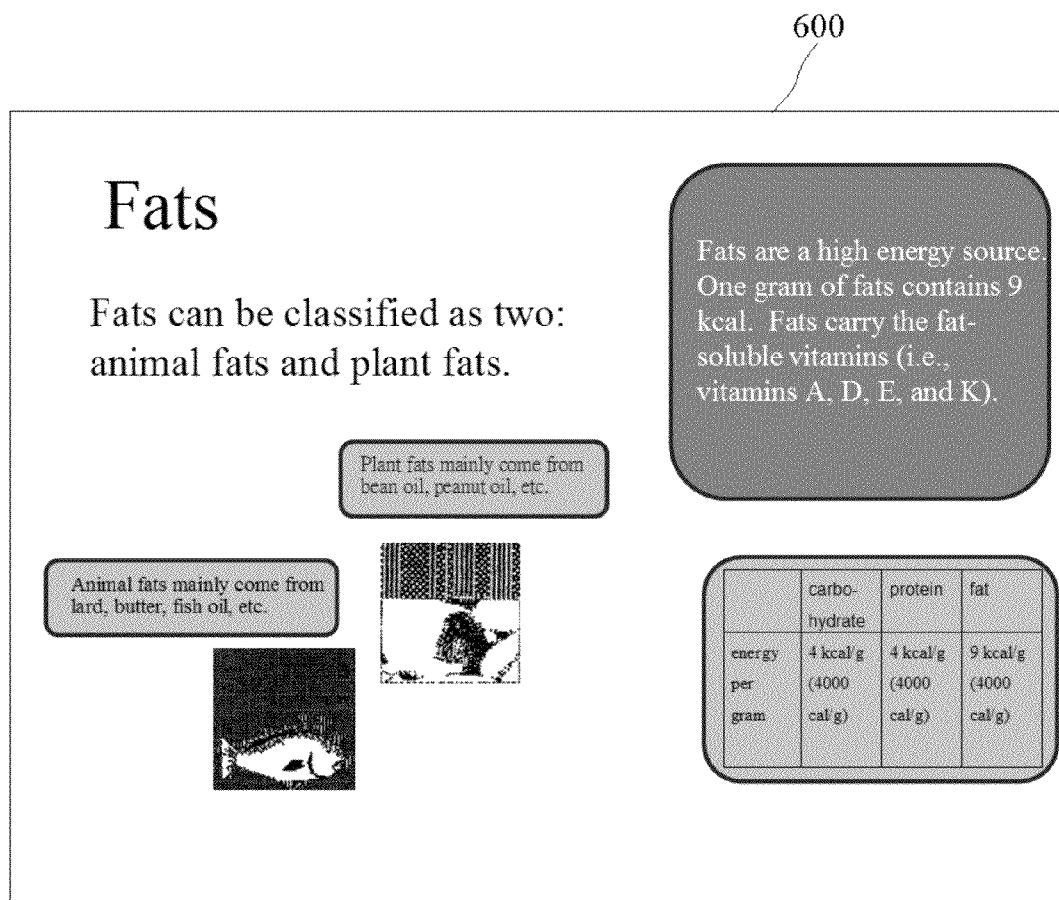 600
Fats
Fats can be classified as two:
animal fats and plant fats.
Fats are a high energy source.
One gram of fats contains 9
kcal.  Fats carry the fat-
soluble vitamins (i.e.,
vitamins A, D, E, and K).
Plant fats mainly come from
bean oil, peanut oil, etc.
Animal fats mainly come from
lard, butter, fish oil, etc.
carbo- protein fat
hydrate
energy 4 kcal/g 4 kcal/g 9 kcal/g
per (4000 (4000 (4000
gram cal/g) cal/g) cal/g)